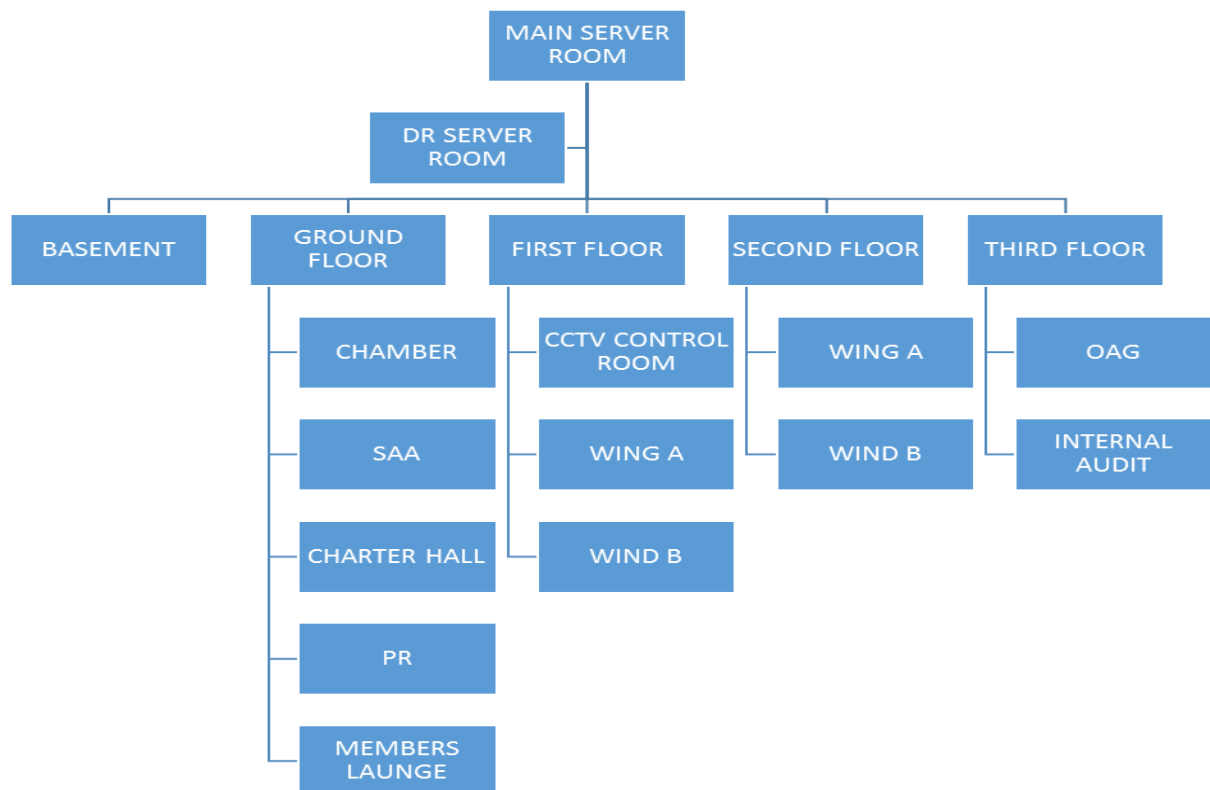 MAIN SERVER
ROOM
DR SERVER
ROOM
BASEMENT
GROUND
FLOOR
FIRST FLOOR
SECOND FLOOR
THIRD FLOOR
CHAMBER
SAA
CHARTER HALL
PR
MEMBERS
LAUNGE
CCTV CONTROL
ROOM
WING A
WIND B
WING A
WIND B
OAG
INTERNAL
AUDIT